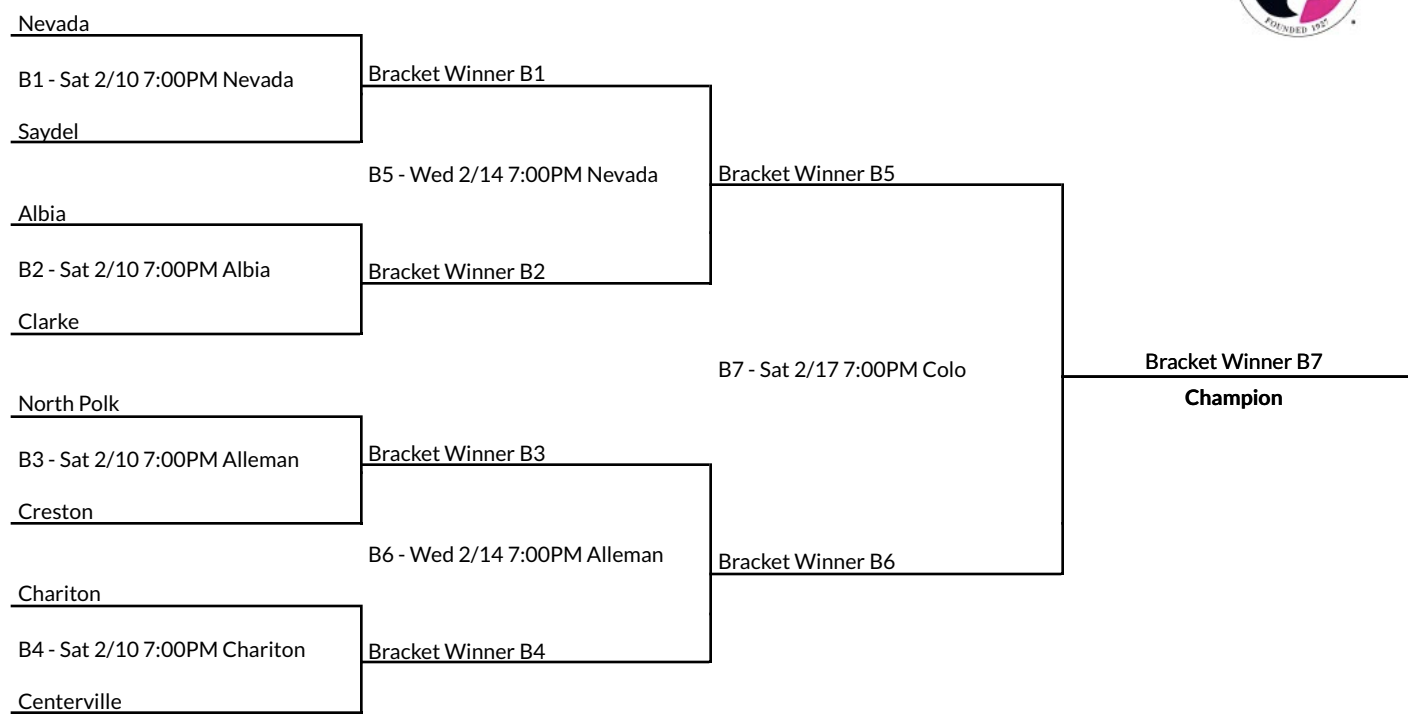 FOUNDED 1927
Nevada
B1 - Sat 2/10 7:00PM Nevada
Saydel
Bracket Winner B1
B5 - Wed 2/14 7:00PM Nevada
Bracket Winner B5
Albia
B2 - Sat 2/10 7:00PM Albia
Clarke
Bracket Winner B2
B7 - Sat 2/17 7:00PM Colo
Bracket Winner B7
Champion
North Polk
B3 - Sat 2/10 7:00PM Alleman
Creston
Bracket Winner B3
B6 - Wed 2/14 7:00PM Alleman
Bracket Winner B6
Chariton
B4 - Sat 2/10 7:00PM Chariton
Centerville
Bracket Winner B4